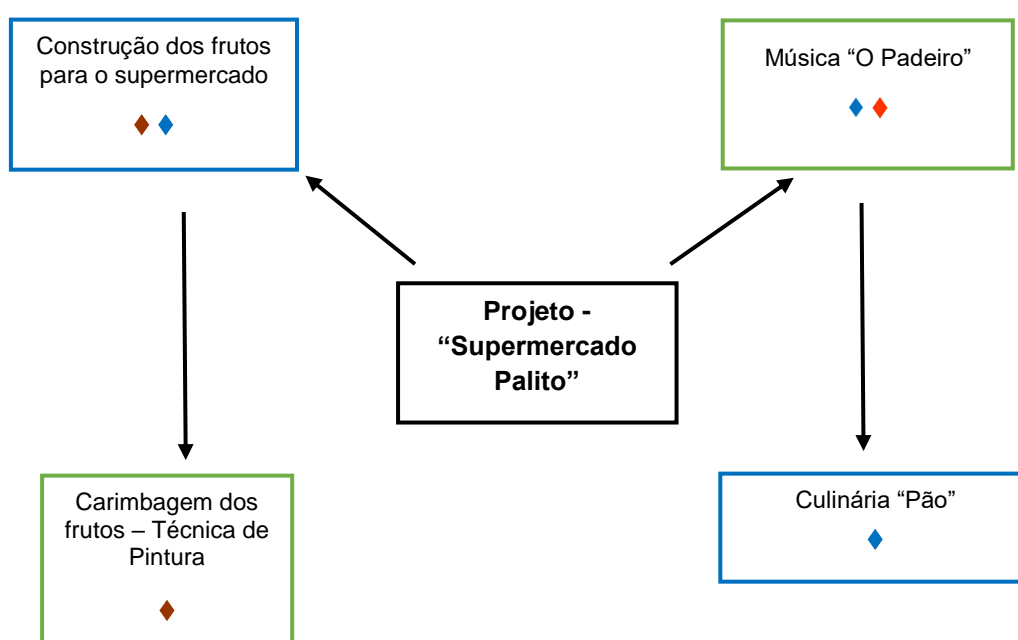 Construção dos frutos
para o supermercado
Música “O Padeiro”
Projeto -
“Supermercado
Palito”
Carimbagem dos
frutos – Técnica de
Pintura
Culinária “Pão”